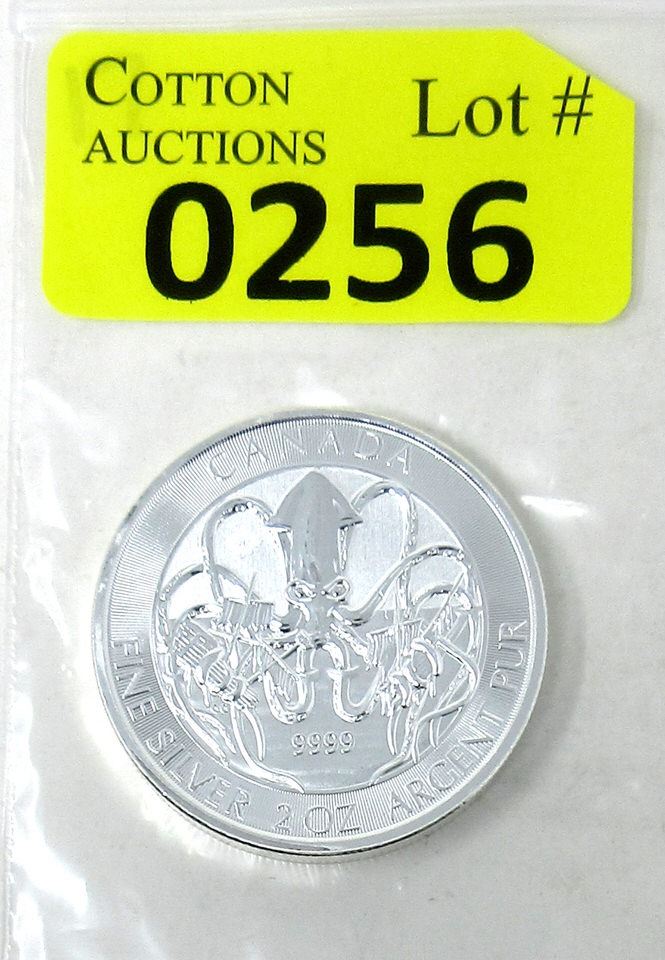 COTTON
AUCTIONS
Lot #
0256
CANADA
9999
FINE SILVER 2 OZ ARGENT PUR